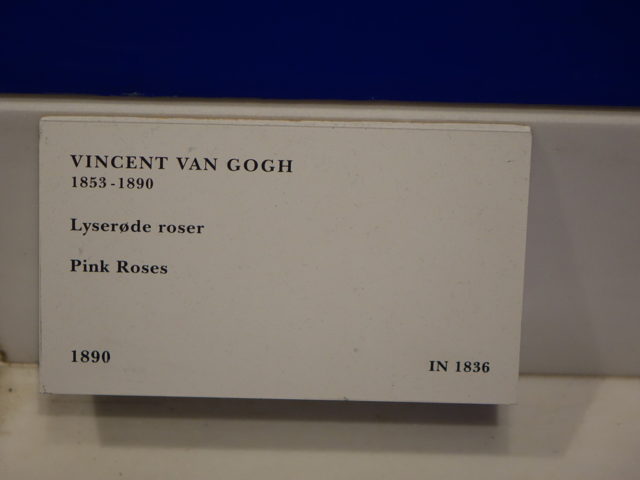 VINCENT VAN GOGH
1853-1890
Lyserøde roser
Pink Roses
1890
IN 1836